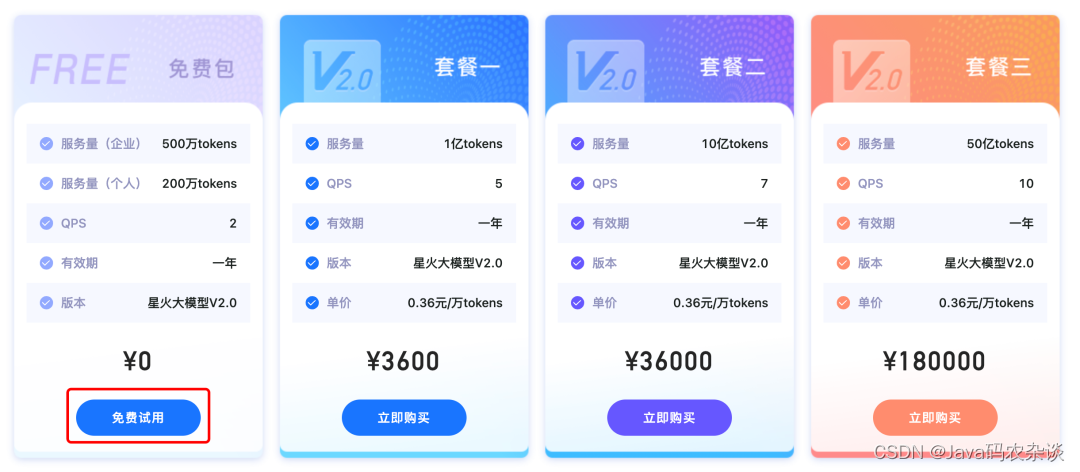 FREE 免费包
服务量（企业） 500万tokens
服务量（个人） 200万tokens
QPS 2
有效期 一年
版本 星火大模型V2.0
¥0
免费试用
V2.0 套餐一
服务量 1亿tokens
QPS 5
有效期 一年
版本 星火大模型V2.0
单价 0.36元/万tokens
¥3600
立即购买
V2.0 套餐二
服务量 10亿tokens
QPS 7
有效期 一年
版本 星火大模型V2.0
单价 0.36元/万tokens
¥36000
立即购买
V2.0 套餐三
服务量 50亿tokens
QPS 10
有效期 一年
版本 星火大模型V2.0
单价 0.36元/万tokens
¥180000
立即购买
CSDN @Java码农杂谈